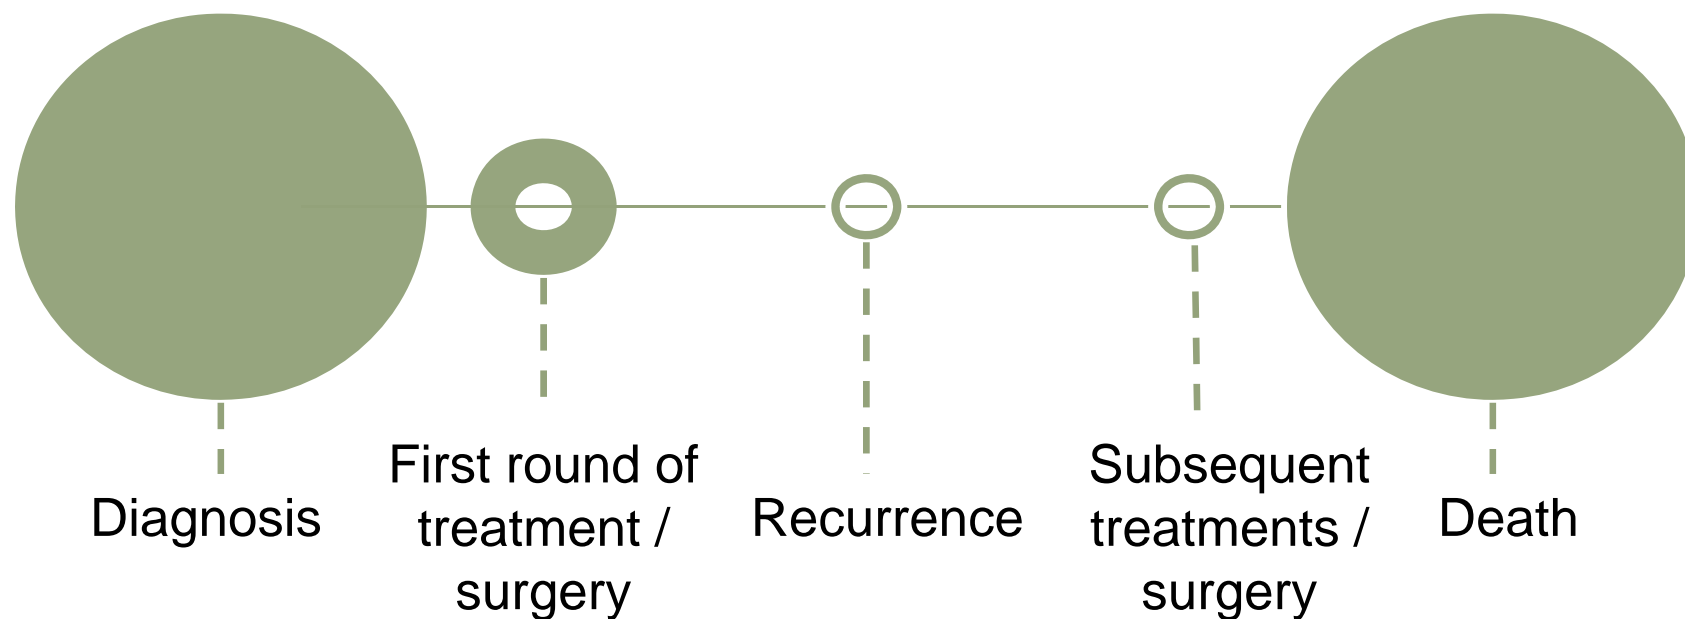 Diagnosis
First round of
treatment /
surgery
Recurrence
Subsequent
treatments /
surgery
Death